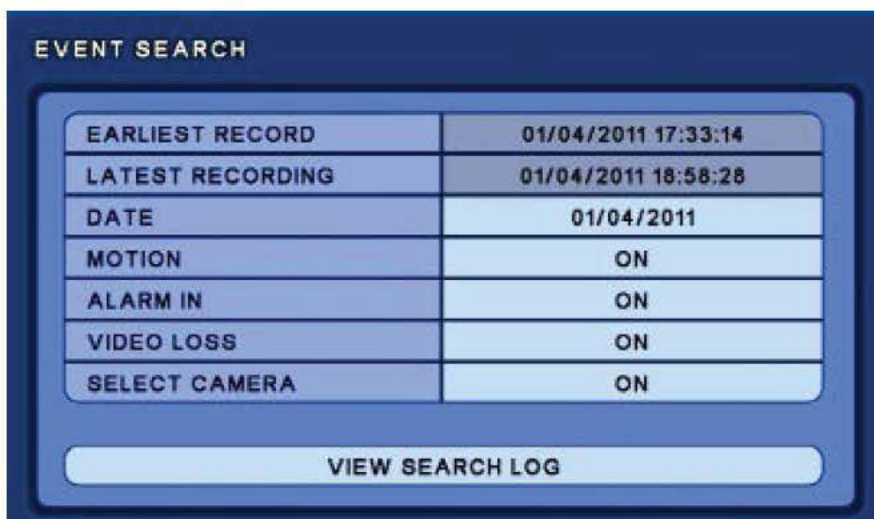 EVENT SEARCH
EARLIEST RECORD 01/04/2011 17:33:14
LATEST RECORDING 01/04/2011 18:58:28
DATE 01/04/2011
MOTION ON
ALARM IN ON
VIDEO LOSS ON
SELECT CAMERA ON
VIEW SEARCH LOG